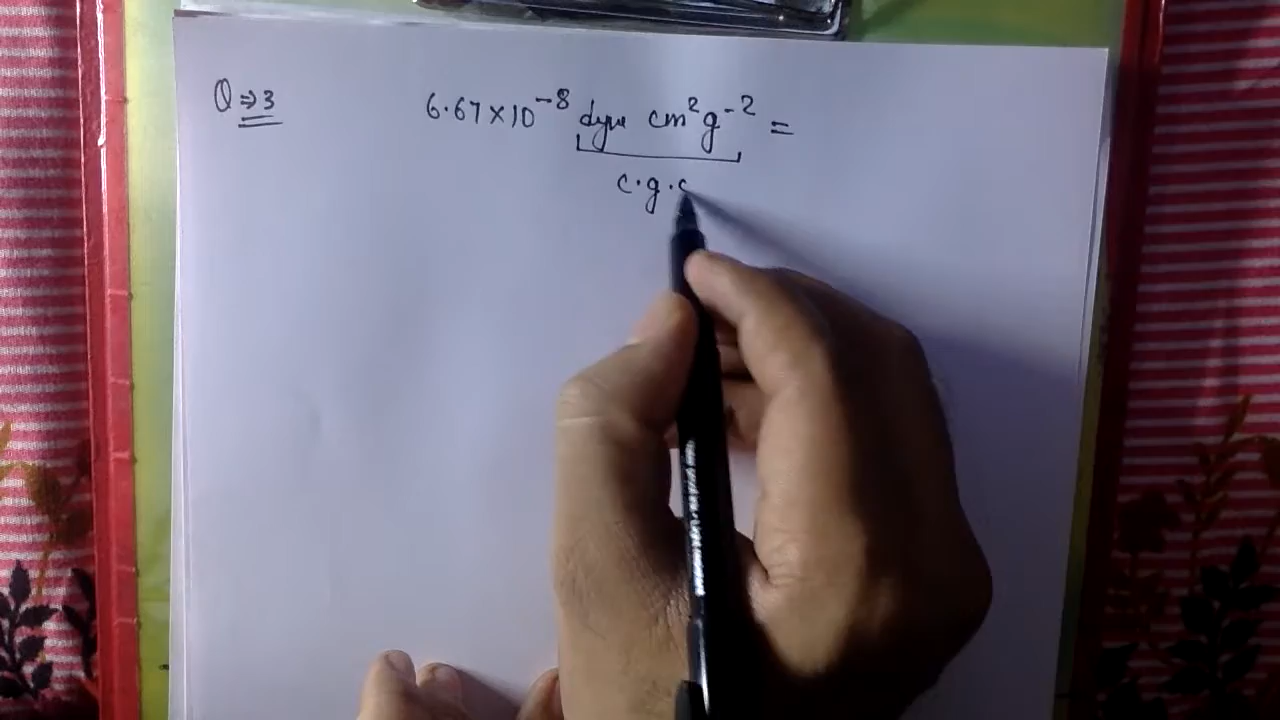 Q ⇒ 3 6.67×10⁻⁸ dyne cm²g⁻² =
c.g.s